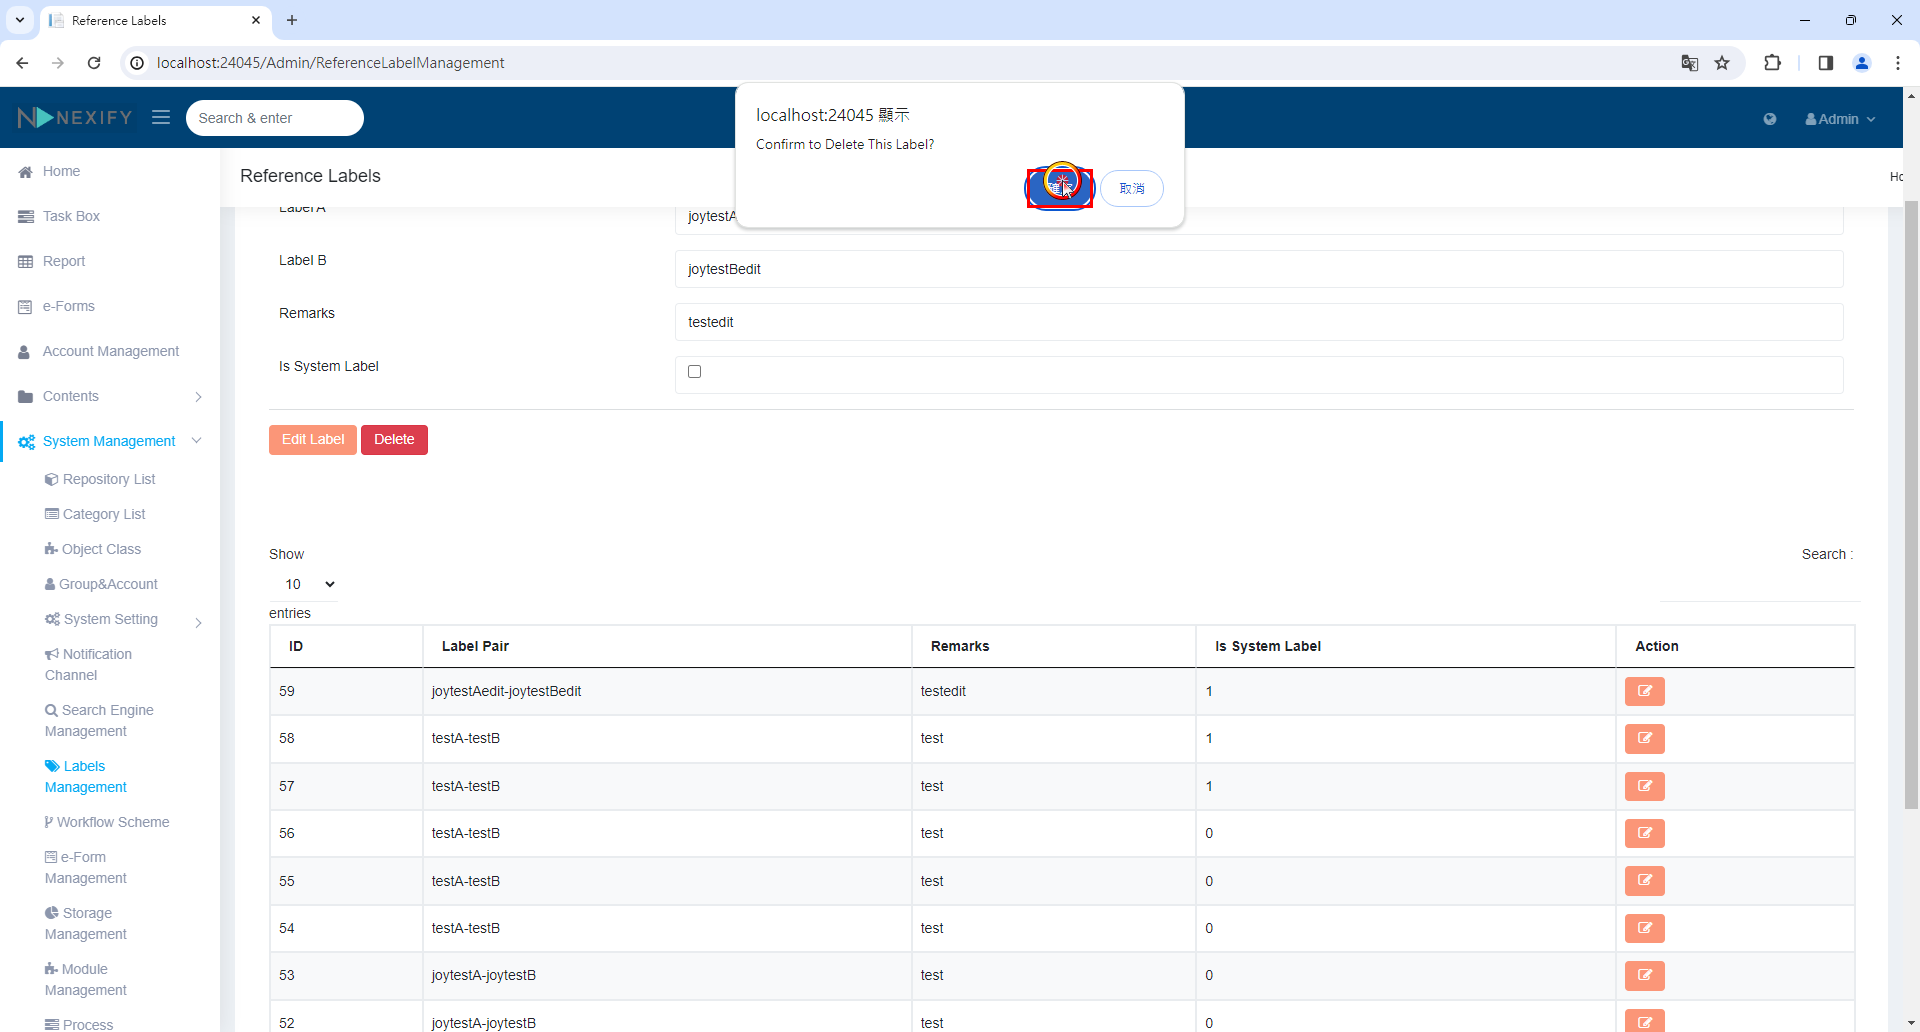 Reference Labels
localhost:24045/Admin/ReferenceLabelManagement
NEXIFY
Search & enter
Admin
localhost:24045 顯示
Confirm to Delete This Label?
取消
Home
Task Box
Report
e-Forms
Account Management
Contents
System Management
Repository List
Category List
Object Class
Group&Account
System Setting
Notification
Channel
Search Engine
Management
Labels
Management
Workflow Scheme
e-Form
Management
Storage
Management
Module
Management
Process
Reference Labels
Label A
joytestA
Label B
joytestBedit
Remarks
testedit
Is System Label
Edit Label Delete
Show
10
entries
Search :
ID Label Pair Remarks Is System Label Action
59 joytestAedit-joytestBedit testedit 1
58 testA-testB test 1
57 testA-testB test 1
56 testA-testB test 0
55 testA-testB test 0
54 testA-testB test 0
53 joytestA-joytestB test 0
52 joytestA-joytestB test 0